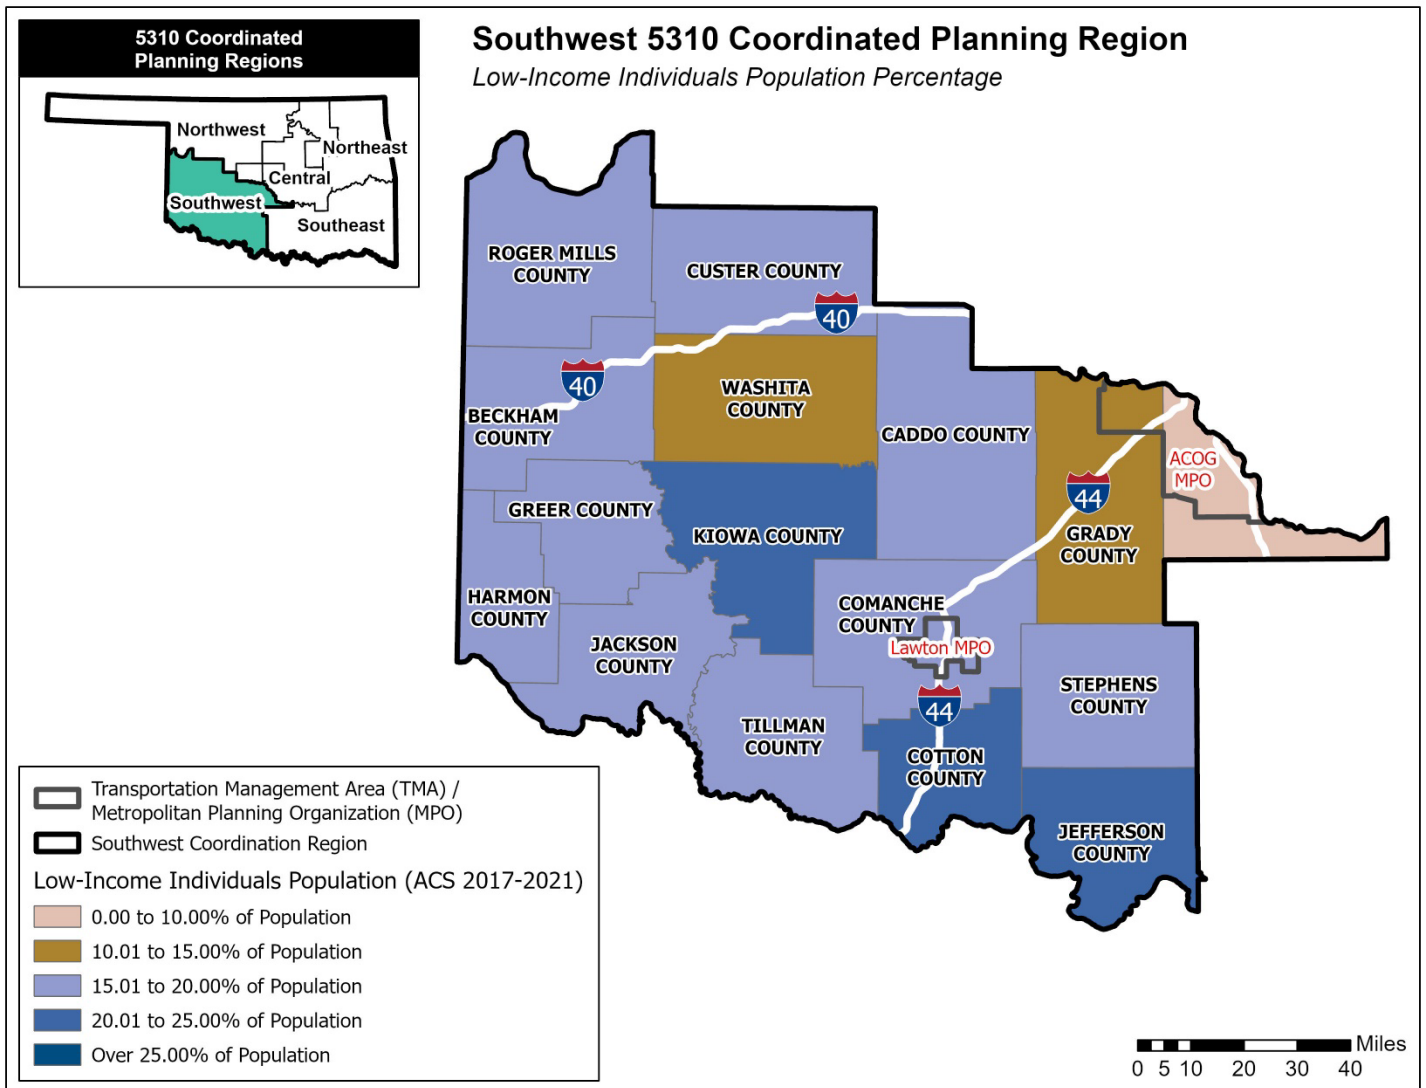 5310 Coordinated
Planning Regions
Northwest
Northeast
Central
Southwest
Southeast
Southwest 5310 Coordinated Planning Region
Low-Income Individuals Population Percentage
ROGER MILLS
COUNTY
CUSTER COUNTY
40
40
WASHITA
COUNTY
BECKHAM
COUNTY
CADDO COUNTY
ACOG
MPO
44
GREER COUNTY
KIOWA COUNTY
GRADY
COUNTY
HARMON
COUNTY
COMANCHE
COUNTY
JACKSON
COUNTY
Lawton MPO
STEPHENS
COUNTY
44
TILLMAN
COUNTY
COTTON
COUNTY
JEFFERSON
COUNTY
Transportation Management Area (TMA) /
Metropolitan Planning Organization (MPO)
Southwest Coordination Region
Low-Income Individuals Population (ACS 2017-2021)
0.00 to 10.00% of Population
10.01 to 15.00% of Population
15.01 to 20.00% of Population
20.01 to 25.00% of Population
Over 25.00% of Population
Miles
0 5 10 20 30 40